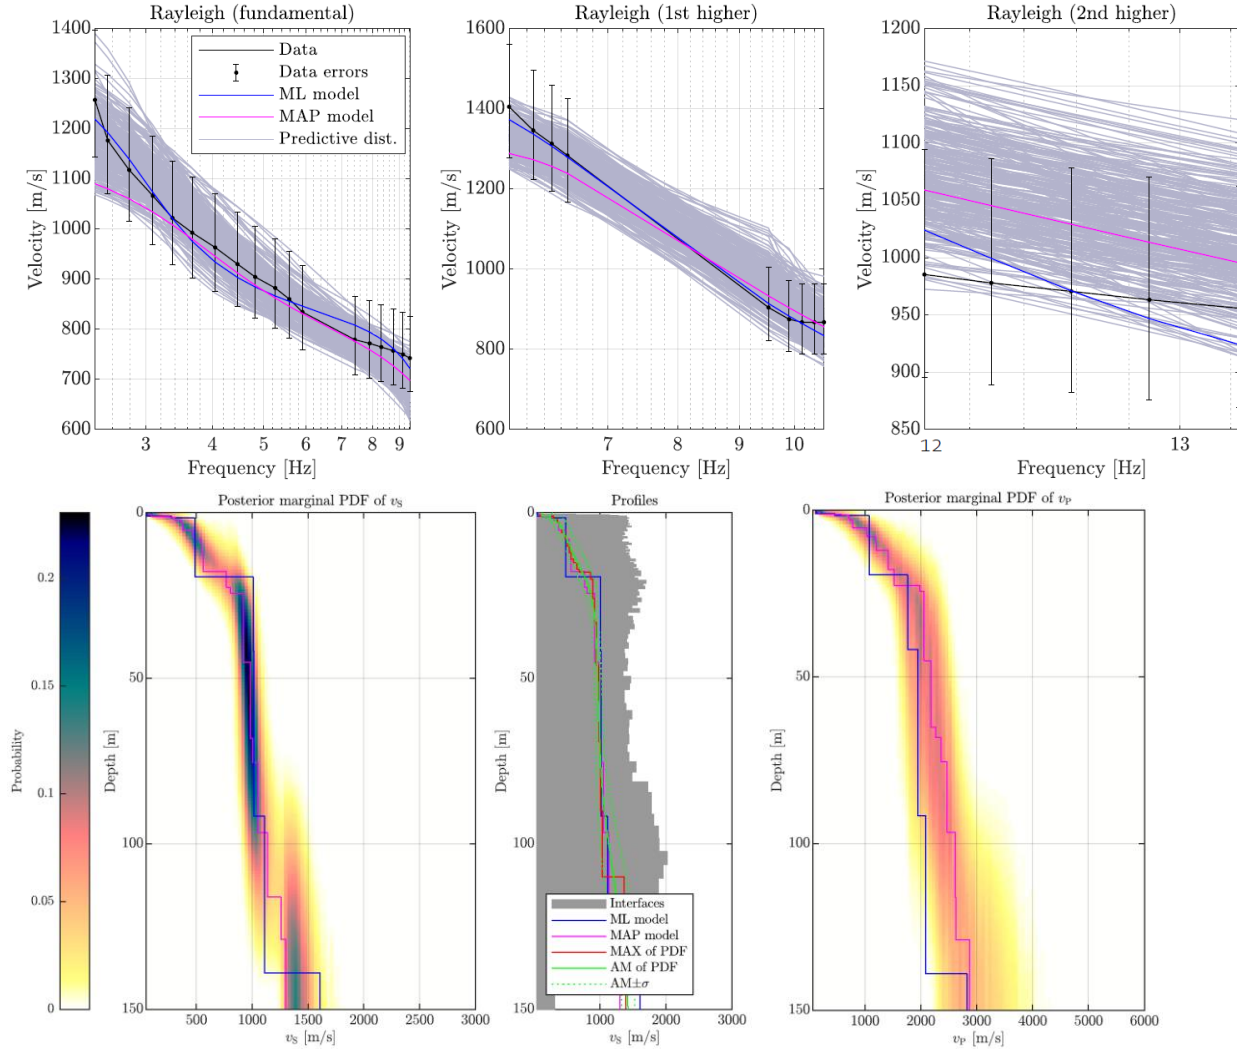 Rayleigh (fundamental)
Rayleigh (1st higher)
Rayleigh (2nd higher)
1400
1300
1200
1100
1000
900
800
700
600
Velocity [m/s]
Data
Data errors
ML model
MAP model
Predictive dist.
3
4
5
6
7
8
9
Frequency [Hz]
1600
1400
1200
1000
800
600
Velocity [m/s]
7
8
9
10
Frequency [Hz]
1200
1150
1100
1050
1000
950
900
850
Velocity [m/s]
12
13
Frequency [Hz]
0.2
0.15
0.1
0.05
0
Probability
Posterior marginal PDF of vS
0
50
100
150
Depth [m]
500
1000
1500
2000
2500
3000
vS [m/s]
Profiles
0
50
100
150
Depth [m]
Interfaces
ML model
MAP model
MAX of PDF
AM of PDF
AM±σ
1000
2000
3000
vS [m/s]
Posterior marginal PDF of vP
0
50
100
150
Depth [m]
1000
2000
3000
4000
5000
6000
vP [m/s]